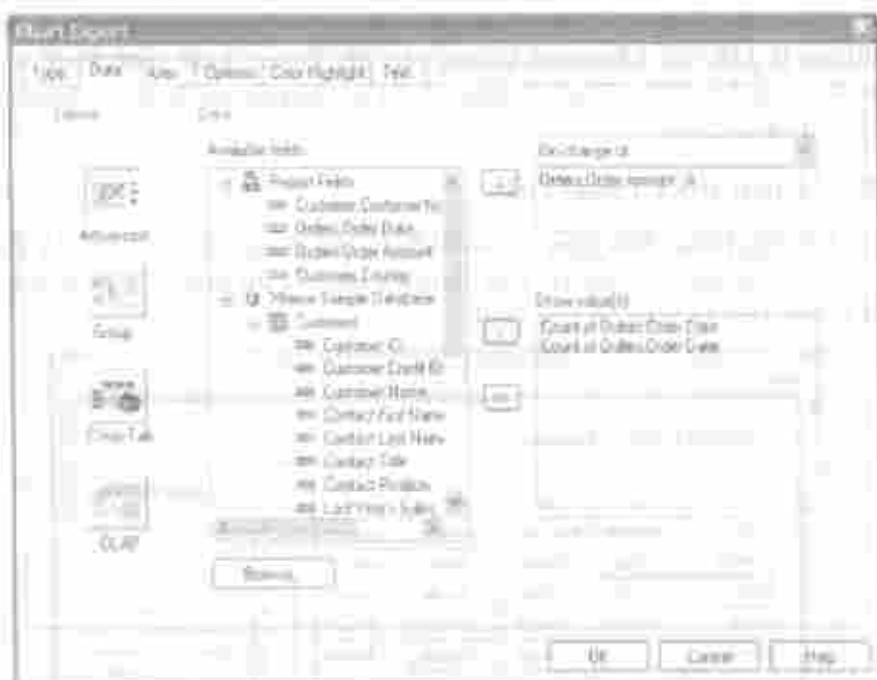 Chart Expert
Type Data Axes Options Color Highlight Text
Layout Data
Available fields:
On change of
Advanced
Group
Cross-Tab
OLAP
Report Fields
Orders.Order Date
Orders.Order Amount
Customer.Country
Xtreme Sample Database
Customer
Customer ID
Customer Credit ID
Customer Name
Contact First Name
Contact Last Name
Contact Title
Contact Position
Last Year's Sales
Browse...
Orders.Order Amount - A
Show value(s):
Count of Orders.Order Date
Count of Orders.Order Date
OK Cancel Help